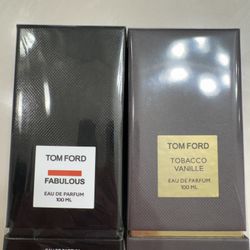 TOM FORD
FABULOUS
EAU DE PARFUM
100 ML
TOM FORD
TOBACCO
VANILLE
EAU DE PARFUM
100 ML